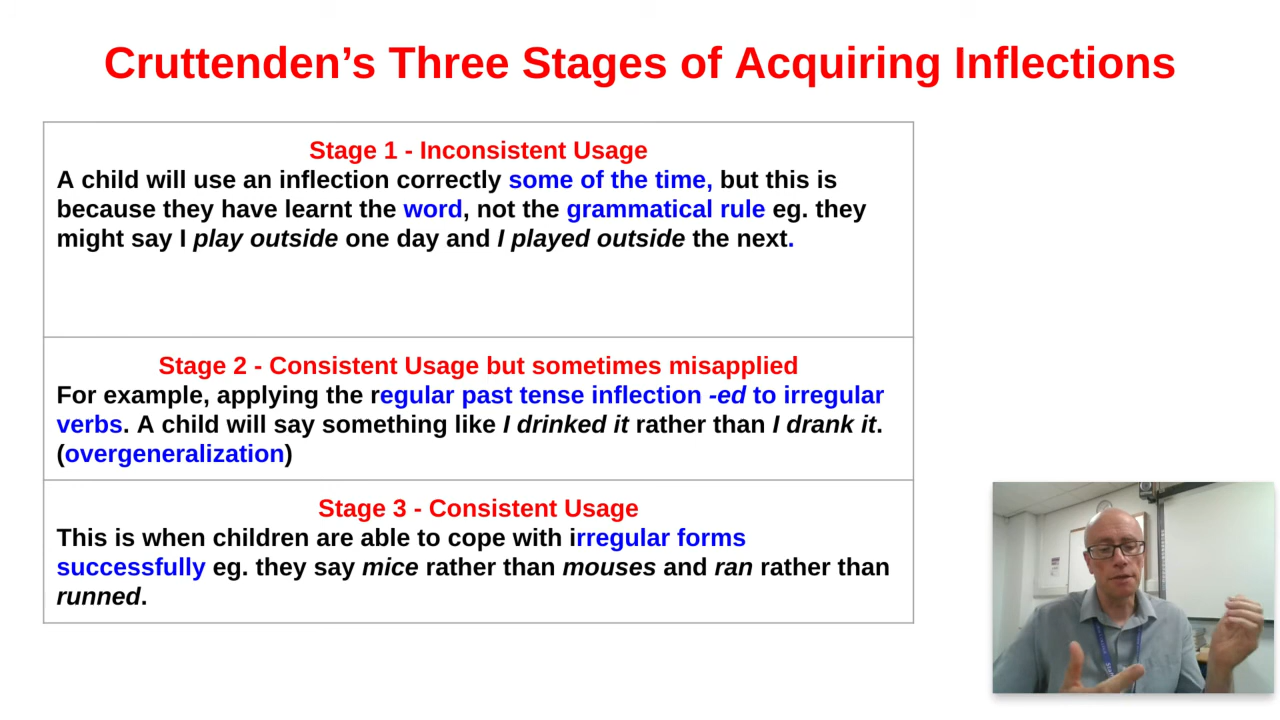 Cruttenden’s Three Stages of Acquiring Inflections
Stage 1 - Inconsistent Usage
A child will use an inflection correctly some of the time, but this is
because they have learnt the word, not the grammatical rule eg. they
might say I play outside one day and I played outside the next.
Stage 2 - Consistent Usage but sometimes misapplied
For example, applying the regular past tense inflection -ed to irregular
verbs. A child will say something like I drinked it rather than I drank it.
(overgeneralization)
Stage 3 - Consistent Usage
This is when children are able to cope with irregular forms
successfully eg. they say mice rather than mouses and ran rather than
runned.